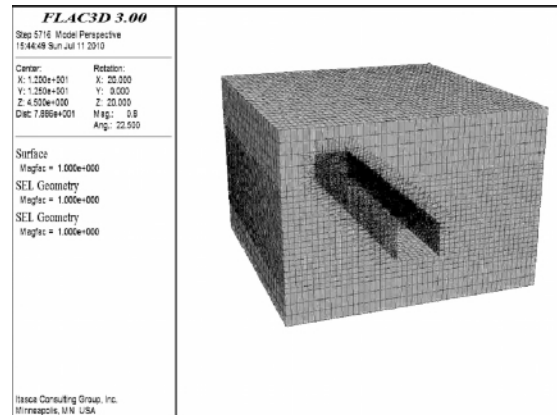 FLAC3D 3.00
Step 5716 Model Perspective
15:44:49 Sun Jul 11 2010
Center: Rotation:
X: 1.200e+001 X: 20.000
Y: 1.250e+001 Y: 0.000
Z: 4.500e+000 Z: 20.000
Dist: 7.886e+001 Mag.: 0.8
Ang.: 22.500
Surface
Magfac = 1.000e+000
SEL Geometry
Magfac = 1.000e+000
SEL Geometry
Magfac = 1.000e+000
Itasca Consulting Group, Inc.
Minneapolis, MN USA